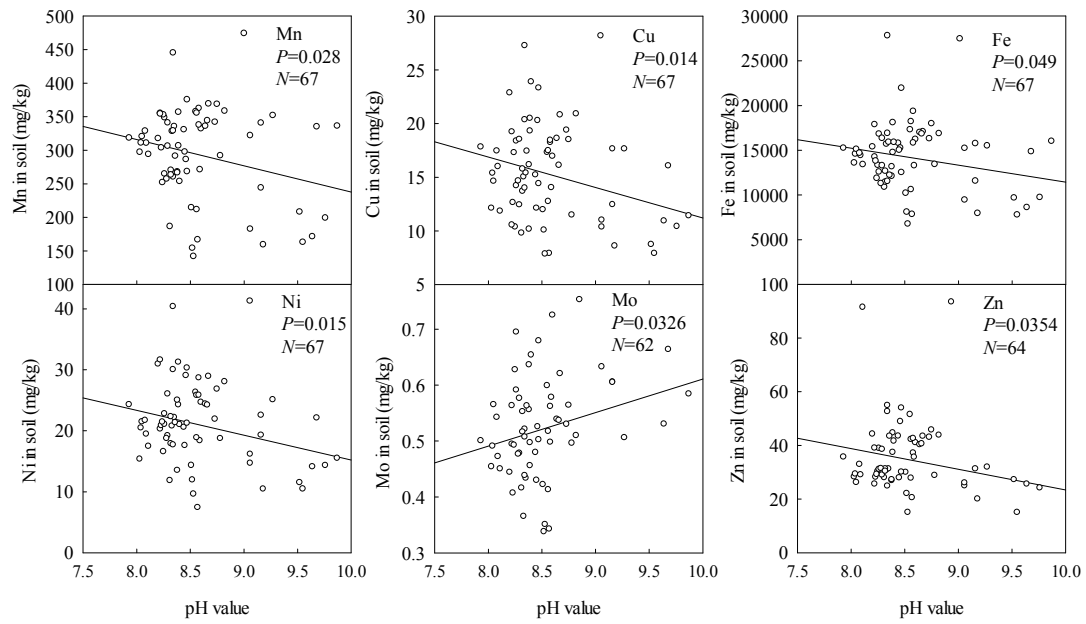 Mn in soil (mg/kg)
500
450
400
350
300
250
200
150
100
Mn
P=0.028
N=67
Cu in soil (mg/kg)
30
25
20
15
10
5
Cu
P=0.014
N=67
Fe in soil (mg/kg)
30000
25000
20000
15000
10000
5000
100
Fe
P=0.049
N=67
Ni in soil (mg/kg)
40
30
20
10
0
Ni
P=0.015
N=67
7.5 8.0 8.5 9.0 9.5 10.0
pH value
Mo in soil (mg/kg)
0.7
0.6
0.5
0.4
0.3
Mo
P=0.0326
N=62
7.5 8.0 8.5 9.0 9.5 10.0
pH value
Zn in soil (mg/kg)
80
60
40
20
0
Zn
P=0.0354
N=64
7.5 8.0 8.5 9.0 9.5 10.0
pH value